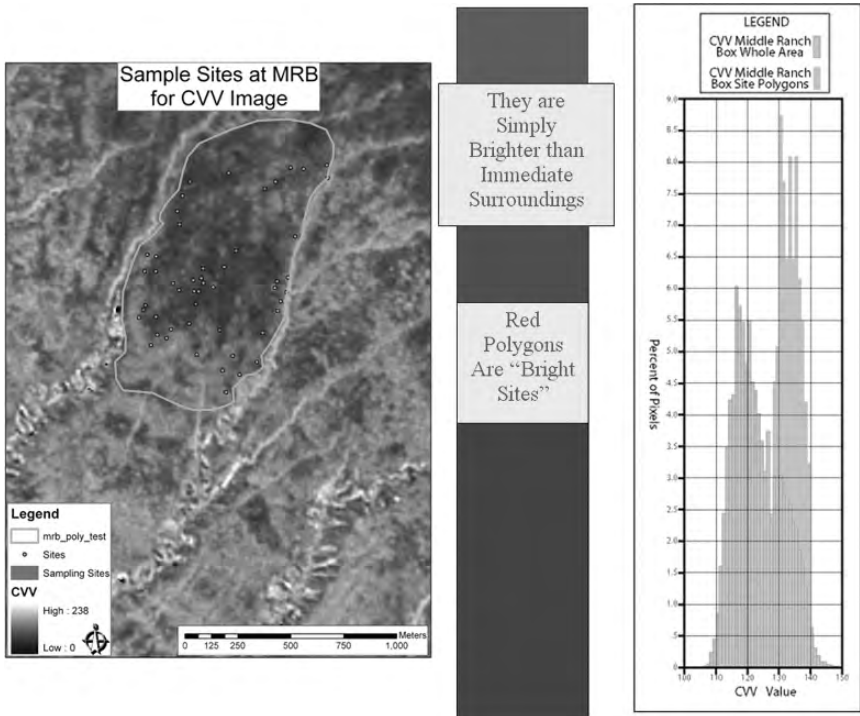 Sample Sites at MRB
for CVV Image
Legend
mrb_poly_test
Sites
Sampling Sites
CVV
High : 238
Low : 0
Meters
0 125 250 500 750 1,000
They are
Simply
Brighter than
Immediate
Surroundings
Red
Polygons
Are “Bright
Sites”
LEGEND
CVV Middle Ranch
Box Whole Area
CVV Middle Ranch
Box Site Polygons
Percent of Pixels
9.0
8.5
8.0
7.5
7.0
6.5
6.0
5.5
5.0
4.5
4.0
3.5
3.0
2.5
2.0
1.5
1.0
.5
0
100 110 120 130 140 150
CVV Value